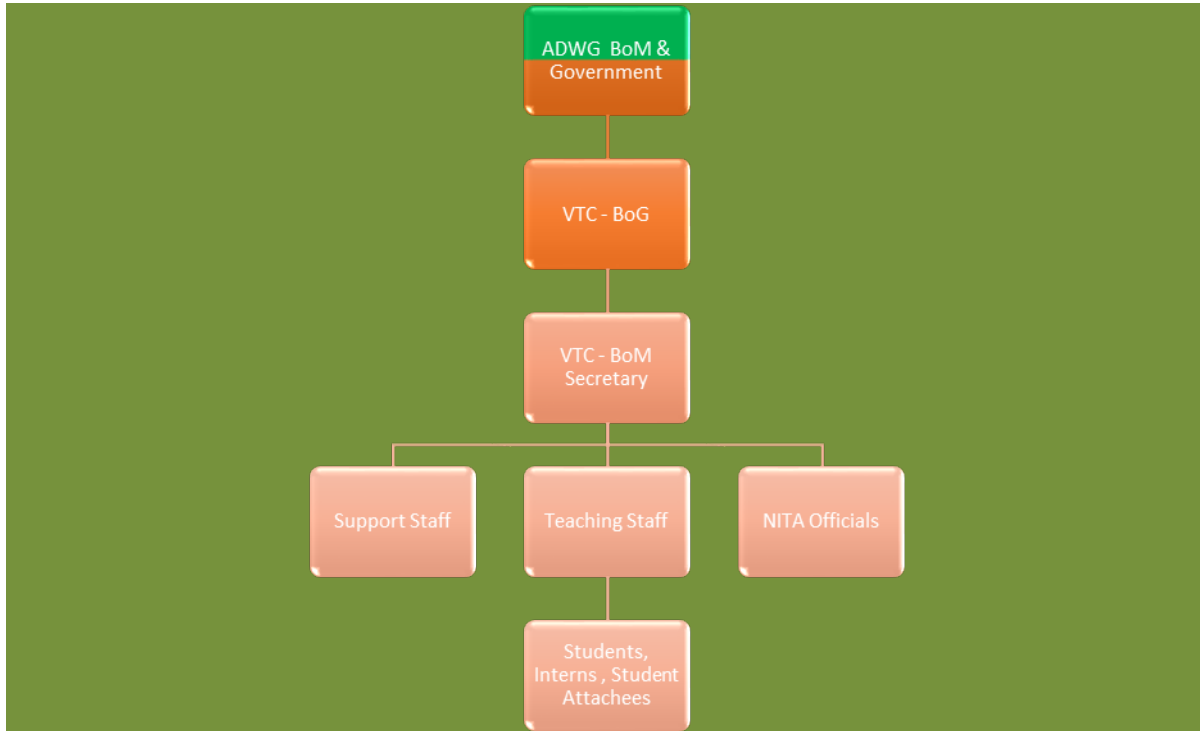 ADWG BoM &
Government
VTC - BoG
VTC - BoM
Secretary
Support Staff
Teaching Staff
NITA Officials
Students,
Interns , Student
Attachees